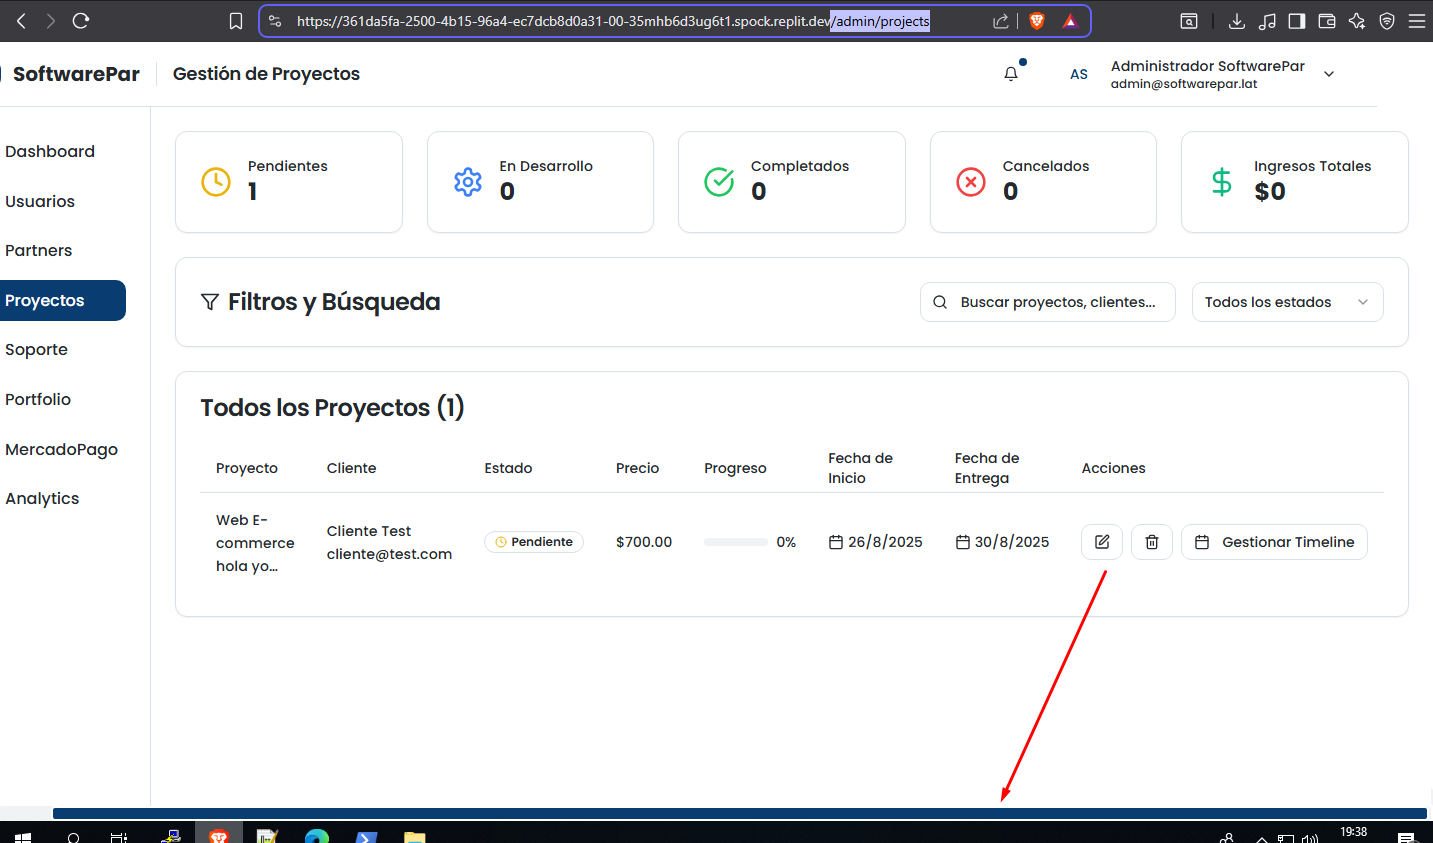 https://361da5fa-2500-4b15-96a4-ec7dcb8d0a31-00-35mhb6d3ug6t1.spock.replit.dev/admin/projects
SoftwarePar
Gestión de Proyectos
AS
Administrador SoftwarePar
admin@softwarepar.lat
Dashboard
Usuarios
Partners
Proyectos
Soporte
Portfolio
MercadoPago
Analytics
Pendientes
1
En Desarrollo
0
Completados
0
Cancelados
0
Ingresos Totales
$0
Filtros y Búsqueda
Buscar proyectos, clientes...
Todos los estados
Todos los Proyectos (1)
Proyecto
Cliente
Estado
Precio
Progreso
Fecha de
Inicio
Fecha de
Entrega
Acciones
Web E-
commerce
hola yo...
Cliente Test
cliente@test.com
Pendiente
$700.00
0%
26/8/2025
30/8/2025
Gestionar Timeline
19:38